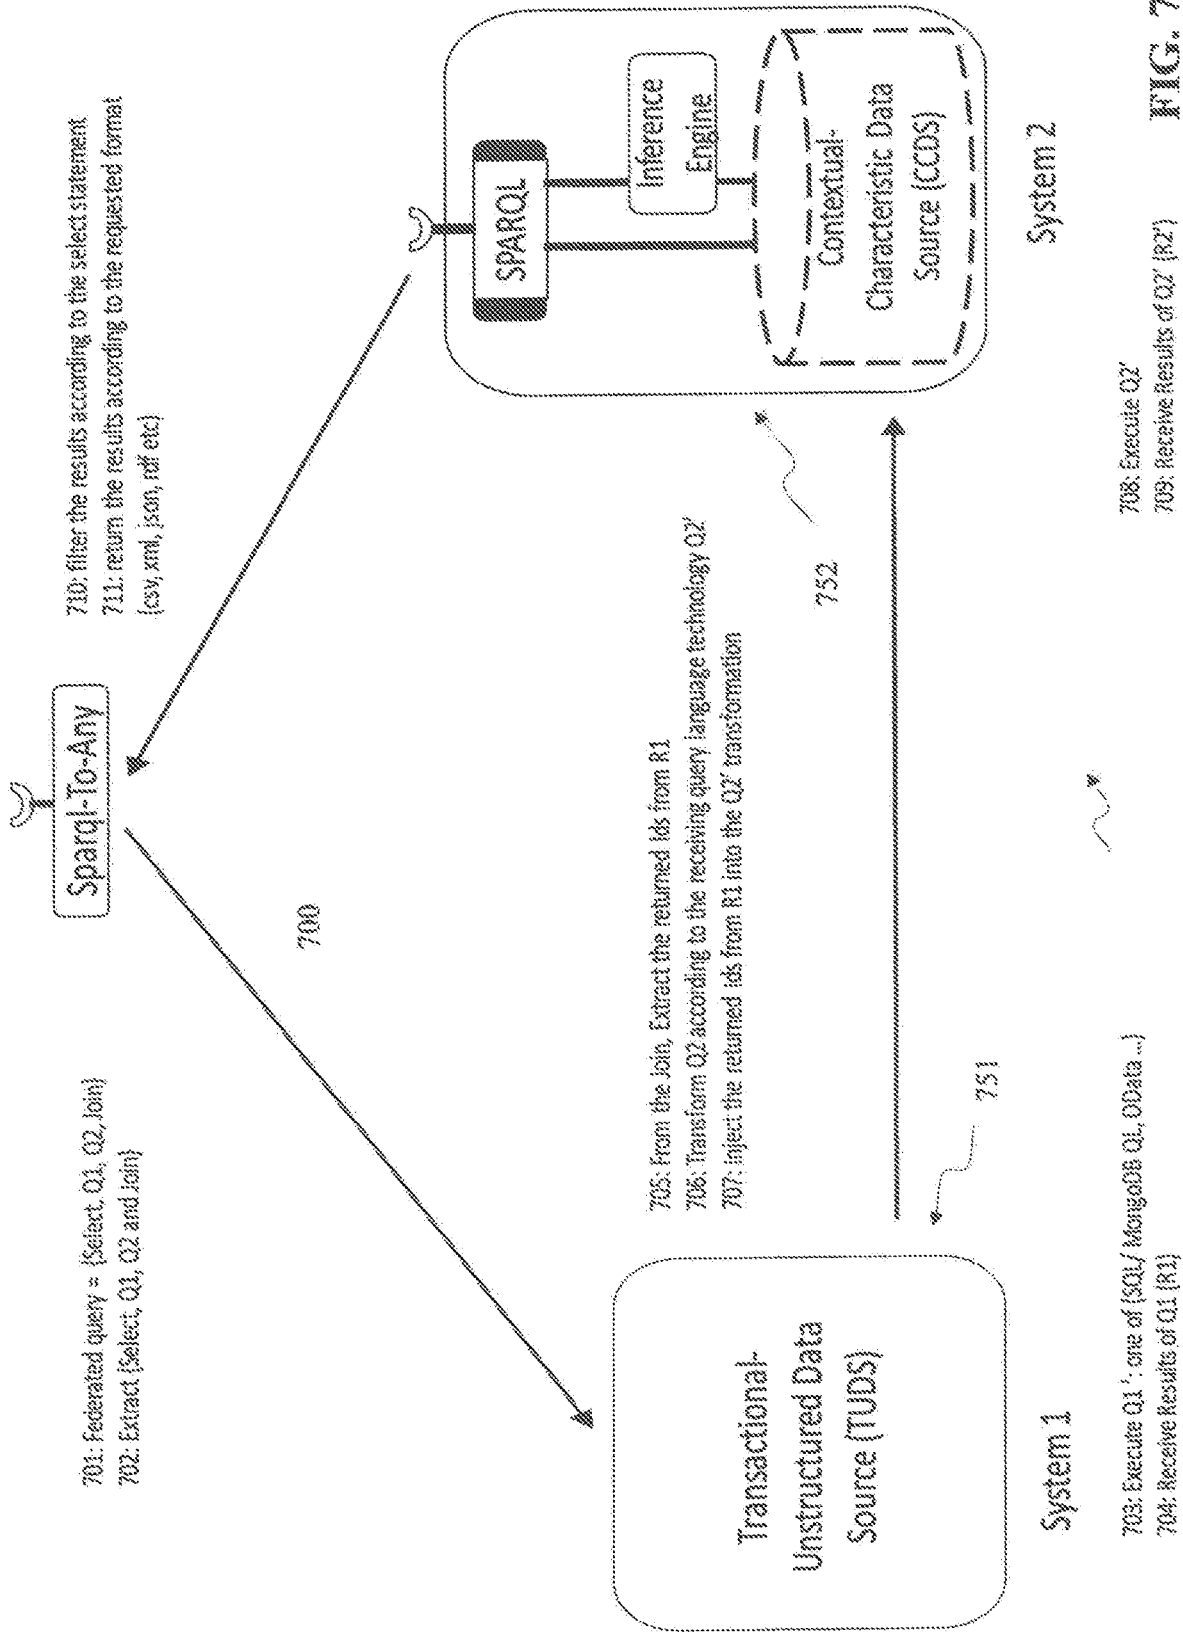 Sparql-To-Any
701: Federated query = {Select, Q1, Q2, Join}
702: Extract {Select, Q1, Q2 and Join}
710: filter the results according to the select statement
711: return the results according to the requested format
(csv, xml, json, rdf etc)
700
SPARQL
Inference
Engine
Contextual-
Characteristic Data
Source (CCDS)
System 2
705: From the Join, Extract the returned ids from R1
706: Transform Q2 according to the receiving query language technology Q2'
707: Inject the returned ids from R1 into the Q2' transformation
752
751
Transactional-
Unstructured Data
Source (TUDS)
System 1
703: Execute Q1 ': one of (SQL/ MongoDB QL, OData ...)
704: Receive Results of Q1 (R1)
708: Execute Q2'
709: Receive Results of Q2' (R2')
FIG. 7